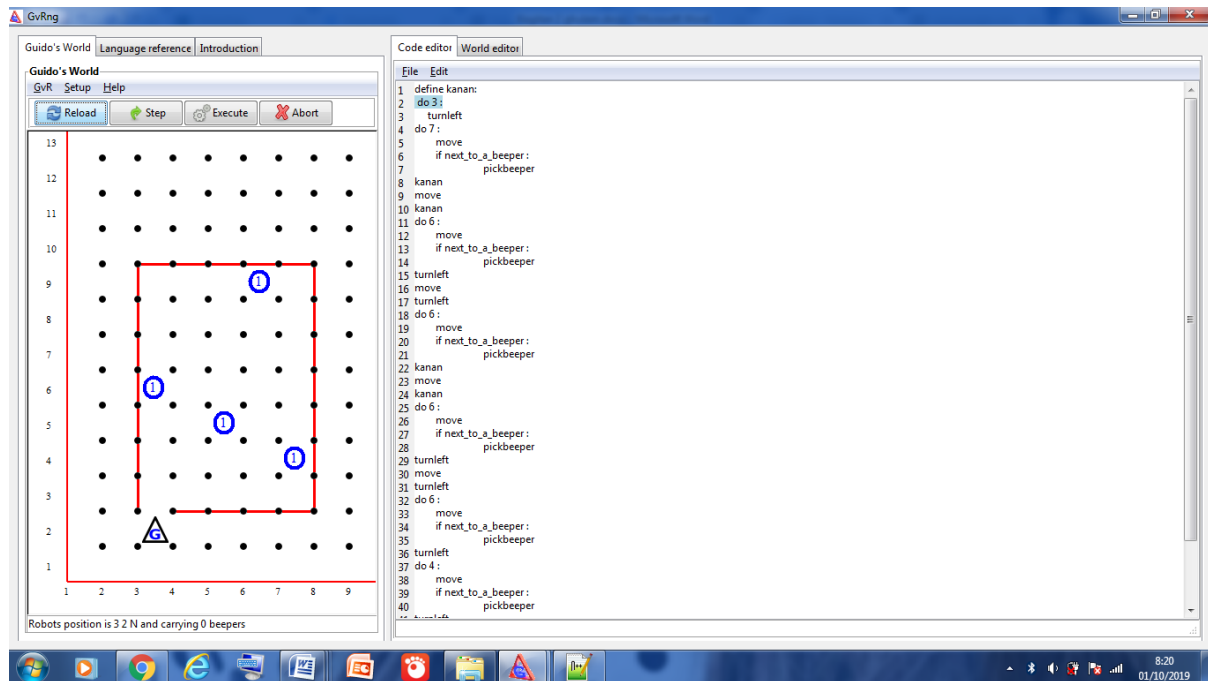 GvRng
Guido's World Language reference Introduction
Guido's World
GvR Setup Help
Reload Step Execute Abort
13
12
11
10
9
8
7
6
5
4
3
2
1
1
1
1
1
G
1 2 3 4 5 6 7 8 9
Robots position is 3 2 N and carrying 0 beepers
Code editor World editor
File Edit
1 define kanan:
2 do 3 :
3 turnleft
4 do 7 :
5 move
6 if next_to_a_beeper :
7 pickbeeper
8 kanan
9 move
10 kanan
11 do 6 :
12 move
13 if next_to_a_beeper :
14 pickbeeper
15 turnleft
16 move
17 turnleft
18 do 6 :
19 move
20 if next_to_a_beeper :
21 pickbeeper
22 kanan
23 move
24 kanan
25 do 6 :
26 move
27 if next_to_a_beeper :
28 pickbeeper
29 turnleft
30 move
31 turnleft
32 do 6 :
33 move
34 if next_to_a_beeper :
35 pickbeeper
36 turnleft
37 do 4 :
38 move
39 if next_to_a_beeper :
40 pickbeeper
8:20
01/10/2019